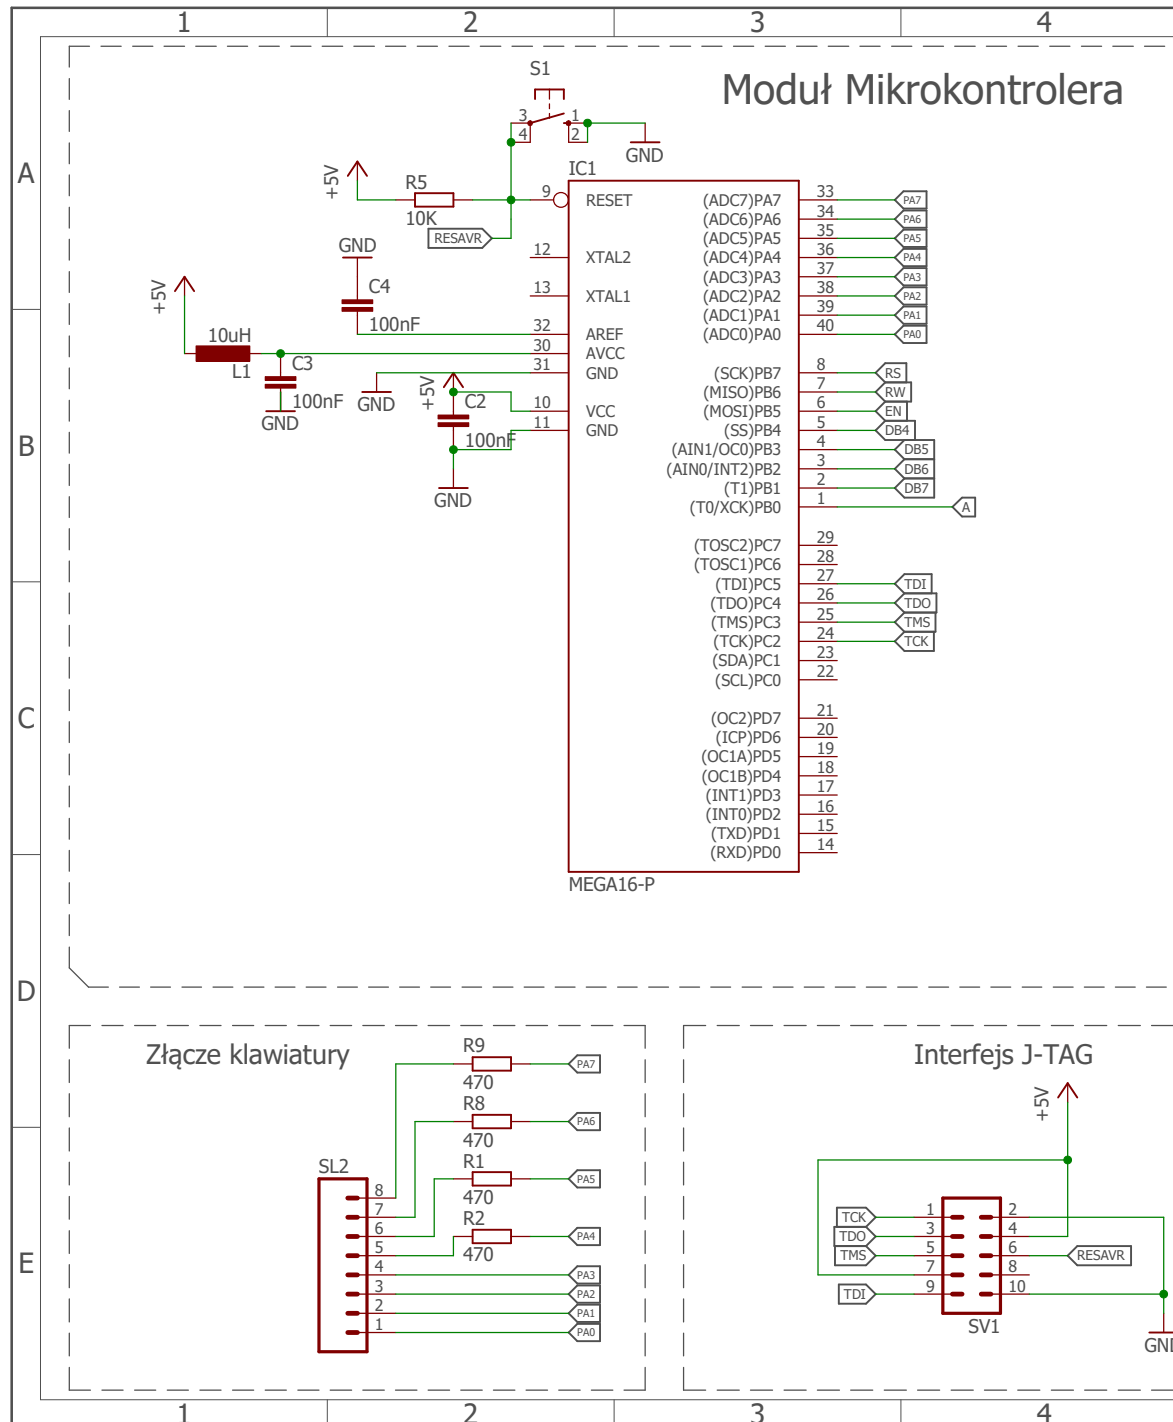 1 2 3 4
A
B
C
D
E
Moduł Mikrokontrolera
S1
3 1
4 2
GND
+5V
R5
10K
RESAVR
GND
C4
100nF
+5V
10uH
L1
C3
100nF
GND
GND
+5V
C2
100nF
GND
IC1
9 RESET
12 XTAL2
13 XTAL1
32 AREF
30 AVCC
31 GND
10 VCC
11 GND
(ADC7)PA7 33 PA7
(ADC6)PA6 34 PA6
(ADC5)PA5 35 PA5
(ADC4)PA4 36 PA4
(ADC3)PA3 37 PA3
(ADC2)PA2 38 PA2
(ADC1)PA1 39 PA1
(ADC0)PA0 40 PA0
(SCK)PB7 8 RS
(MISO)PB6 7 RW
(MOSI)PB5 6 EN
(SS)PB4 5 DB4
(AIN1/OC0)PB3 4 DB5
(AIN0/INT2)PB2 3 DB6
(T1)PB1 2 DB7
(T0/XCK)PB0 1 A
(TOSC2)PC7 29
(TOSC1)PC6 28
(TDI)PC5 27 TDI
(TDO)PC4 26 TDO
(TMS)PC3 25 TMS
(TCK)PC2 24 TCK
(SDA)PC1 23
(SCL)PC0 22
(OC2)PD7 21
(ICP)PD6 20
(OC1A)PD5 19
(OC1B)PD4 18
(INT1)PD3 17
(INT0)PD2 16
(TXD)PD1 15
(RXD)PD0 14
MEGA16-P
Złącze klawiatury
R9
470
PA7
R8
470
PA6
R1
470
PA5
R2
470
PA4
SL2
8
7
6
5
4 PA3
3 PA2
2 PA1
1 PA0
Interfejs J-TAG
+5V
TCK 1 2
TDO 3 4
TMS 5 6 RESAVR
7 8
TDI 9 10
SV1
GND
1 2 3 4